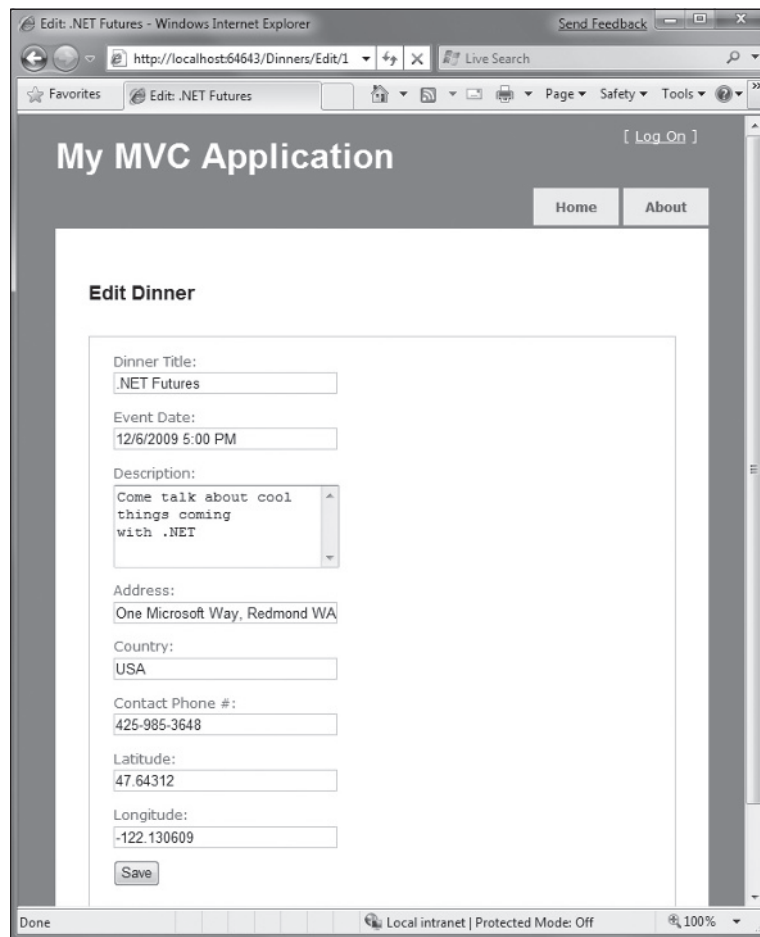 Edit: .NET Futures - Windows Internet Explorer
Send Feedback
http://localhost:64643/Dinners/Edit/1
Live Search
Favorites
Edit: .NET Futures
Page
Safety
Tools
[ Log On ]
My MVC Application
Home
About
Edit Dinner
Dinner Title:
.NET Futures
Event Date:
12/6/2009 5:00 PM
Description:
Come talk about cool
things coming
with .NET
Address:
One Microsoft Way, Redmond WA
Country:
USA
Contact Phone #:
425-985-3648
Latitude:
47.64312
Longitude:
-122.130609
Save
Done
Local intranet | Protected Mode: Off
100%